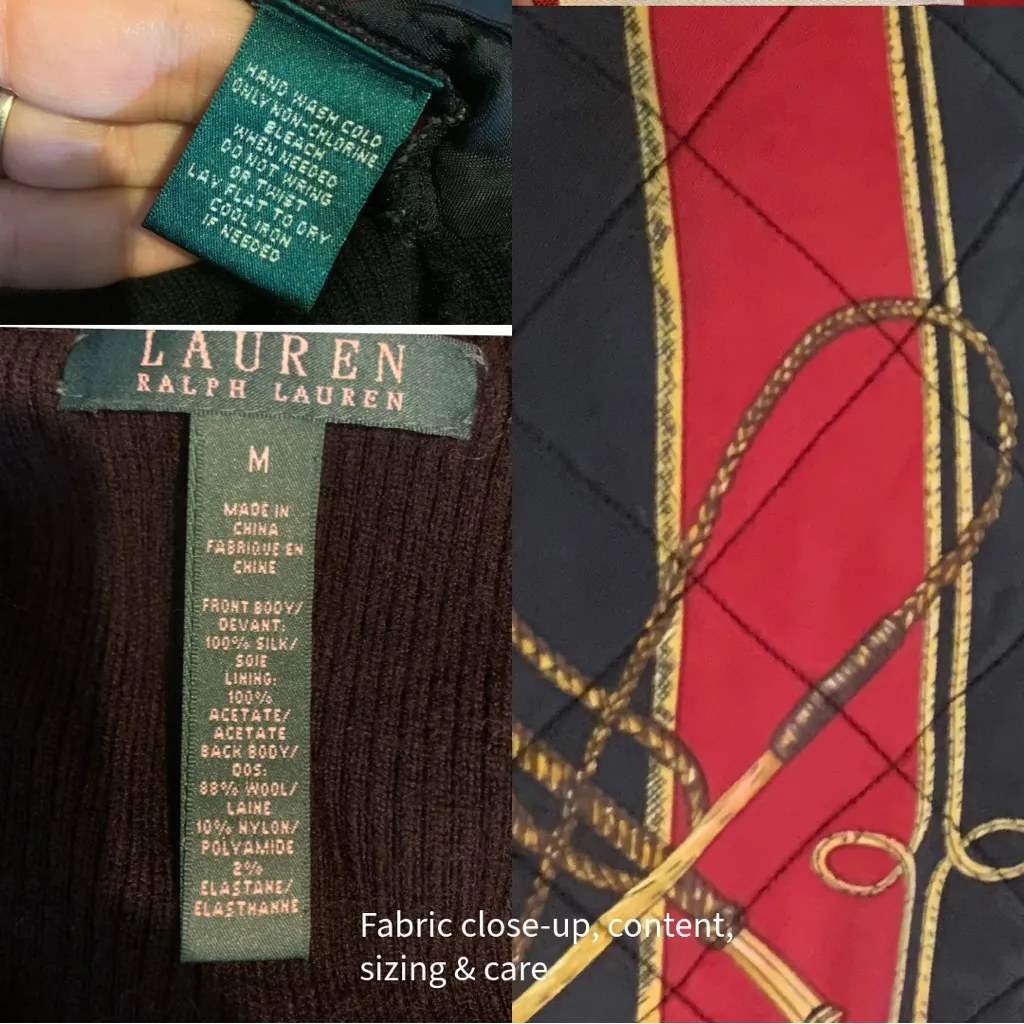 HAND WASH COLD
ONLY NON-CHLORINE
BLEACH
WHEN NEEDED
DO NOT WRING
OR TWIST
LAY FLAT TO DRY
COOL IRON
IF NEEDED
LAUREN
RALPH LAUREN
M
MADE IN
CHINA
FABRIQUE EN
CHINE
FRONT BODY/
DEVANT:
100% SILK/
SOIE
LINING:
100%
ACETATE/
ACETATE
BACK BODY/
DOS:
88% WOOL/
LAINE
10% NYLON/
POLYAMIDE
2%
ELASTANE/
ELASTHANNE
Fabric close-up, content,
sizing & care